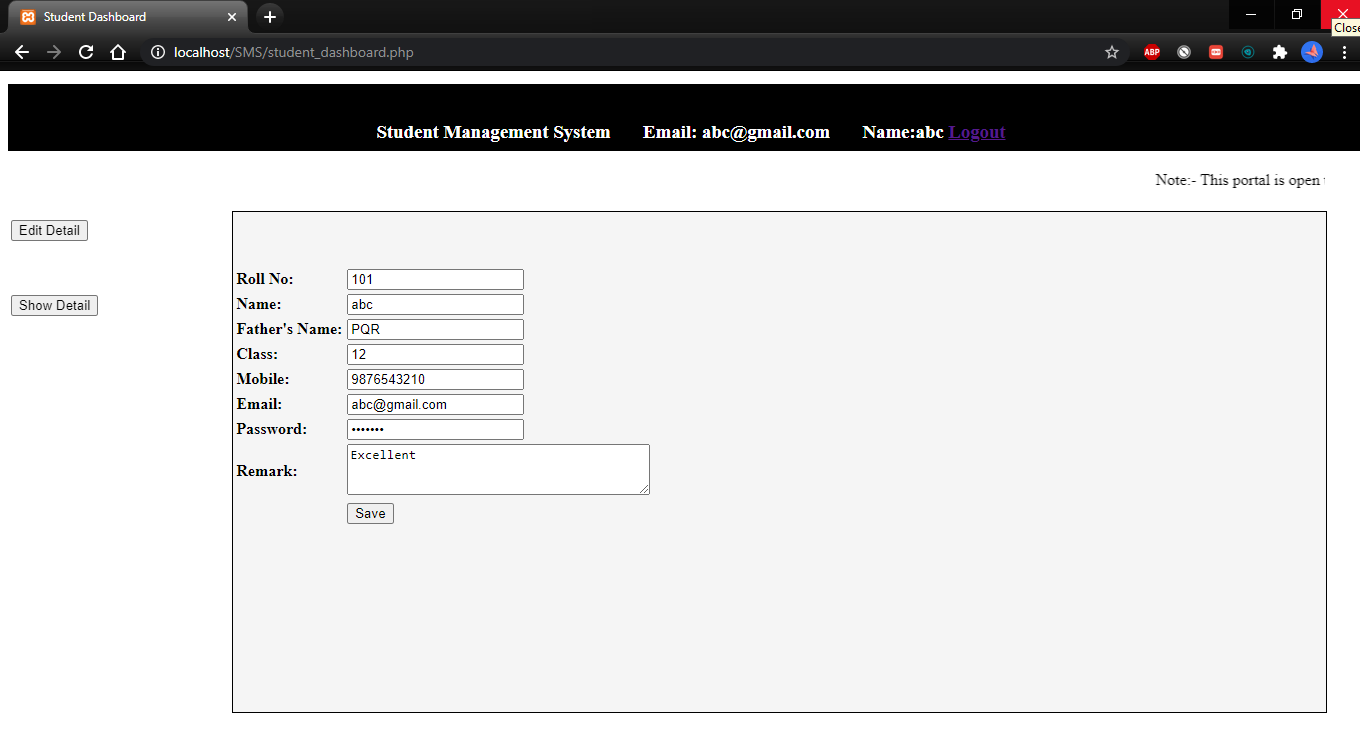 Student Dashboard
Close
localhost/SMS/student_dashboard.php
ABP
Student Management System Email: abc@gmail.com Name:abc Logout
Note:- This portal is open
Edit Detail
Show Detail
Roll No: 101
Name: abc
Father's Name: PQR
Class: 12
Mobile: 9876543210
Email: abc@gmail.com
Password: •••••••
Remark: Excellent
Save